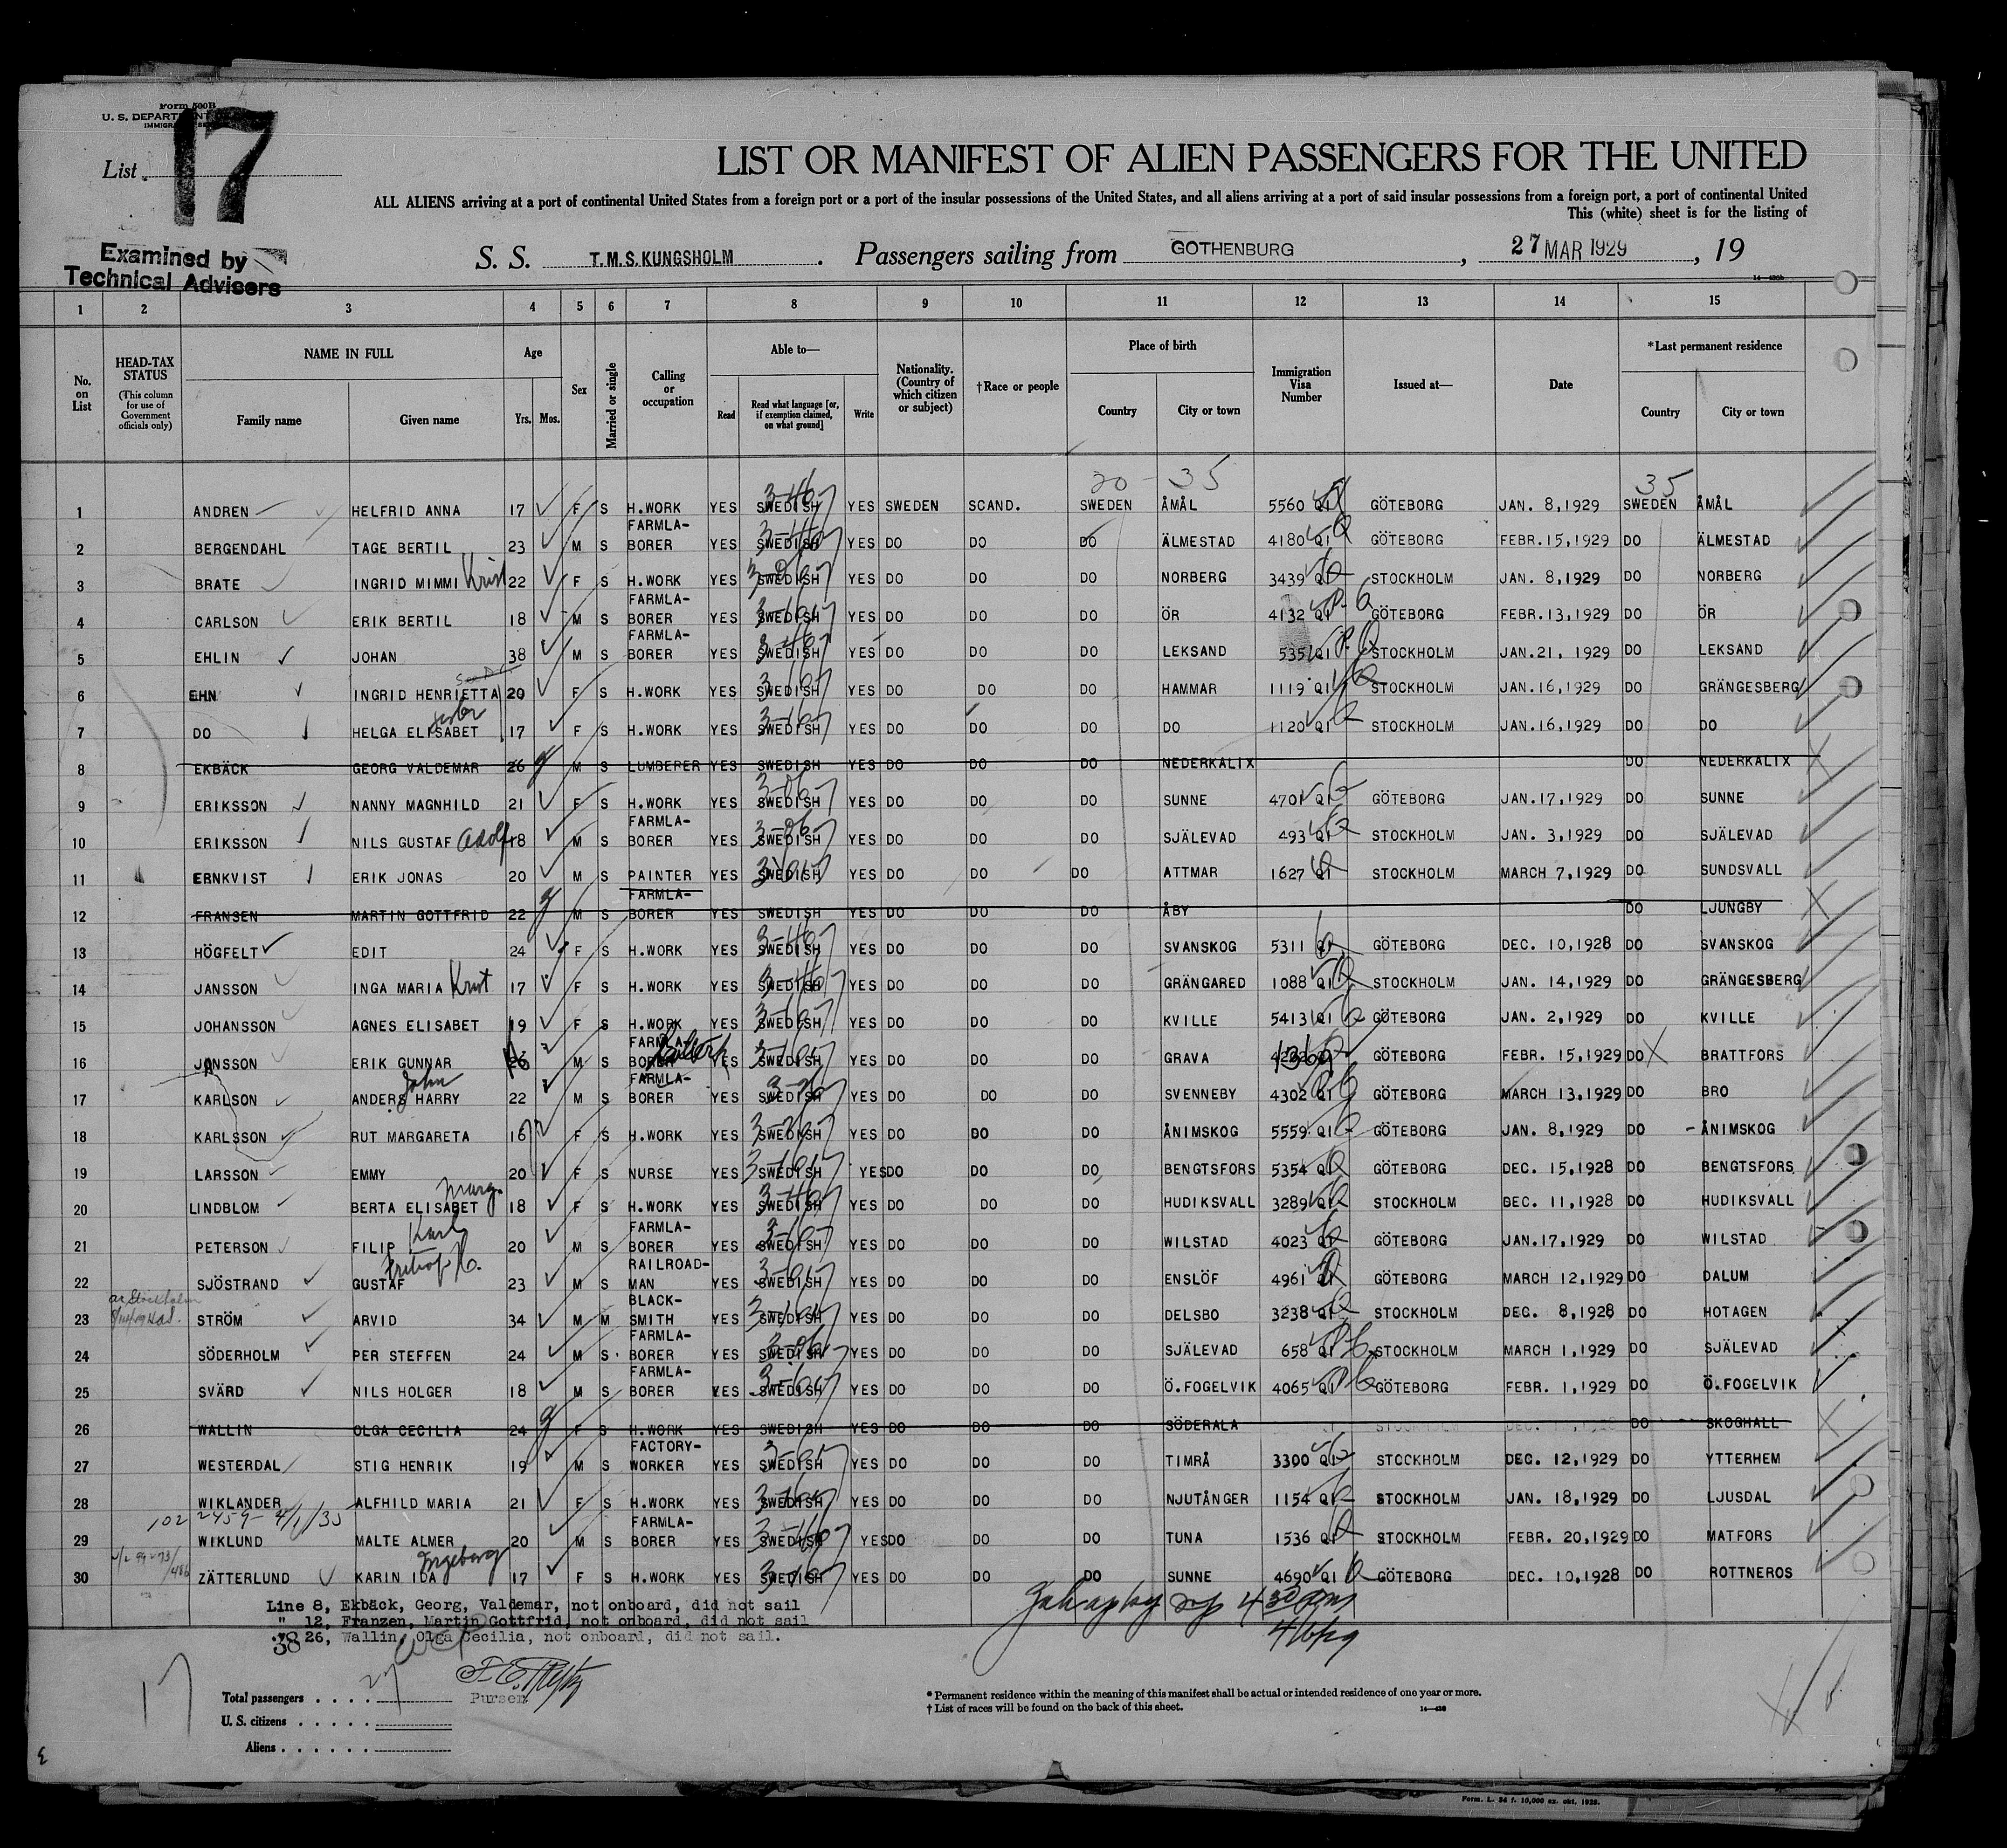 Form 500B
U. S. DEPARTMENT
IMMIGRA
17
List
Examined by
Technical Advisers
LIST OR MANIFEST OF ALIEN PASSENGERS FOR THE UNITED
ALL ALIENS arriving at a port of continental United States from a foreign port or a port of the insular possessions of the United States, and all aliens arriving at a port of said insular possessions from a foreign port, a port of continental United
This (white) sheet is for the listing of
S. S. T.M.S.KUNGSHOLM. Passengers sailing from GOTHENBURG, 27 MAR 1929, 19
1 2 3 4 5 6 7 8 9 10 11 12 13 14 15
No. on List
HEAD-TAX STATUS (This column for use of Government officials only)
NAME IN FULL Family name Given name
Age Yrs. Mos.
Sex
Married or single
Calling or occupation
Able to— Read Read what language [or, if exemption claimed, on what ground] Write
Nationality. (Country of which citizen or subject)
†Race or people
Place of birth Country City or town
Immigration Visa Number
Issued at—
Date
*Last permanent residence Country City or town
20 35 35
1 ANDREN HELFRID ANNA 17 F S H.WORK YES SWEDISH YES SWEDEN SCAND. SWEDEN ÅMÅL 5560 QI GÖTEBORG JAN. 8,1929 SWEDEN ÅMÅL
2 BERGENDAHL TAGE BERTIL 23 M S FARMLA-BORER YES SWEDISH YES DO DO DO ÄLMESTAD 4180 QI GÖTEBORG FEBR.15,1929 DO ÄLMESTAD
3 BRATE INGRID MIMMI Krist 22 F S H.WORK YES SWEDISH YES DO DO DO NORBERG 3439 QI STOCKHOLM JAN. 8,1929 DO NORBERG
4 CARLSON ERIK BERTIL 18 M S FARMLA-BORER YES SWEDISH YES DO DO DO ÖR 4132 QI GÖTEBORG FEBR.13,1929 DO ÖR
5 EHLIN JOHAN 38 M S FARMLA-BORER YES SWEDISH YES DO DO DO LEKSAND 535 QI STOCKHOLM JAN.21, 1929 DO LEKSAND
6 EHN INGRID HENRIETTA 20 F S H.WORK YES SWEDISH YES DO DO DO HAMMAR 1119 QI STOCKHOLM JAN.16,1929 DO GRÄNGESBERG
7 DO HELGA ELISABET sister 17 F S H.WORK YES SWEDISH YES DO DO DO DO 1120 QI STOCKHOLM JAN.16,1929 DO DO
8 EKBÄCK GEORG VALDEMAR 26 M S LUMBERER YES SWEDISH YES DO DO DO NEDERKALIX DO NEDERKALIX
9 ERIKSSON NANNY MAGNHILD 21 F S H.WORK YES SWEDISH YES DO DO DO SUNNE 4701 QI GÖTEBORG JAN.17,1929 DO SUNNE
10 ERIKSSON NILS GUSTAF Adolf 18 M S FARMLA-BORER YES SWEDISH YES DO DO DO SJÄLEVAD 493 QI STOCKHOLM JAN. 3,1929 DO SJÄLEVAD
11 ERNKVIST ERIK JONAS 20 M S PAINTER YES SWEDISH YES DO DO DO ATTMAR 1627 QI STOCKHOLM MARCH 7,1929 DO SUNDSVALL
12 FRANSEN MARTIN GOTTFRID 22 M S FARMLA-BORER YES SWEDISH YES DO DO DO ÅBY DO LJUNGBY
13 HÖGFELT EDIT 24 F S H.WORK YES SWEDISH YES DO DO DO SVANSKOG 5311 QI GÖTEBORG DEC. 10,1928 DO SVANSKOG
14 JANSSON INGA MARIA Krist 17 F S H.WORK YES SWEDISH YES DO DO DO GRÄNGARED 1088 QI STOCKHOLM JAN. 14,1929 DO GRÄNGESBERG
15 JOHANSSON AGNES ELISABET 19 F S H.WORK YES SWEDISH YES DO DO DO KVILLE 5413 QI GÖTEBORG JAN. 2,1929 DO KVILLE
16 JANSSON ERIK GUNNAR 26 M S FARMLA-BORER YES SWEDISH YES DO DO DO GRAVA GÖTEBORG FEBR. 15,1929 DO BRATTFORS
17 KARLSON ANDERS John HARRY 22 M S FARMLA-BORER YES SWEDISH YES DO DO DO SVENNEBY 4302 QI GÖTEBORG MARCH 13,1929 DO BRO
18 KARLSSON RUT MARGARETA 16 F S H.WORK YES SWEDISH YES DO DO DO ÅNIMSKOG 5559 QI GÖTEBORG JAN. 8,1929 DO ÅNIMSKOG
19 LARSSON EMMY 20 F S NURSE YES SWEDISH YES DO DO DO BENGTSFORS 5354 QI GÖTEBORG DEC. 15,1928 DO BENGTSFORS
20 LINDBLOM BERTA ELISABET Marg. 18 F S H.WORK YES SWEDISH YES DO DO DO HUDIKSVALL 3289 QI STOCKHOLM DEC. 11,1928 DO HUDIKSVALL
21 PETERSON FILIP Karl 20 M S FARMLA-BORER YES SWEDISH YES DO DO DO WILSTAD 4023 QI GÖTEBORG JAN.17,1929 DO WILSTAD
22 SJÖSTRAND GUSTAF 23 M S RAILROAD-MAN YES SWEDISH YES DO DO DO ENSLÖF 4961 QI GÖTEBORG MARCH 12,1929 DO DALUM
23 STRÖM ARVID 34 M M BLACK-SMITH YES SWEDISH YES DO DO DO DELSBO 3238 QI STOCKHOLM DEC. 8,1928 DO HOTAGEN
24 SÖDERHOLM PER STEFFEN 24 M S FARMLA-BORER YES SWEDISH YES DO DO DO SJÄLEVAD 658 QI STOCKHOLM MARCH 1,1929 DO SJÄLEVAD
25 SVÄRD NILS HOLGER 18 M S FARMLA-BORER YES SWEDISH YES DO DO DO Ö.FOGELVIK 4065 QI GÖTEBORG FEBR. 1,1929 DO Ö.FOGELVIK
26 WALLIN OLGA CECILIA 24 F S H.WORK YES SWEDISH YES DO DO DO SÖDERALA STOCKHOLM DO SKOGHALL
27 WESTERDAL STIG HENRIK 19 M S FACTORY-WORKER YES SWEDISH YES DO DO DO TIMRÅ 3300 QI STOCKHOLM DEC. 12,1929 DO YTTERHEM
28 WIKLANDER ALFHILD MARIA 21 F S H.WORK YES SWEDISH YES DO DO DO NJUTÅNGER 1154 QI STOCKHOLM JAN. 18,1929 DO LJUSDAL
102 2459- 4/1/35
29 WIKLUND MALTE ALMER 20 M S FARMLA-BORER YES SWEDISH YES DO DO DO TUNA 1536 QI STOCKHOLM FEBR. 20,1929 DO MATFORS
30 ZÄTTERLUND KARIN IDA Ingeborg 17 F S H.WORK YES SWEDISH YES DO DO DO SUNNE 4690 QI GÖTEBORG DEC. 10,1928 DO ROTTNEROS
Line 8, Ekbäck, Georg, Valdemar, not onboard, did not sail
" 12, Franzen, Martin Gottfrid, not onboard, did not sail
" 26, Wallin, Olga Cecilia, not onboard, did not sail.
38
17
Total passengers . . . . 27
Purser
U. S. citizens . . . . .
Aliens . . . . . .
* Permanent residence within the meaning of this manifest shall be actual or intended residence of one year or more.
† List of races will be found on the back of this sheet.
Form. L. 54 f. 10,000 ex. okt. 1928.